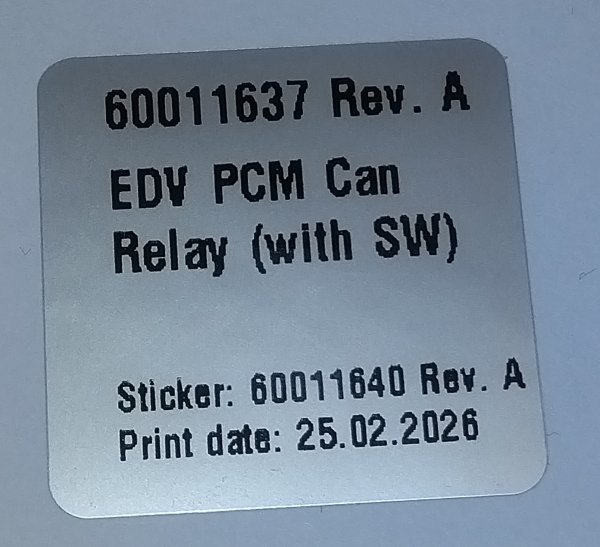 60011637 Rev. A
EDV PCM Can
Relay (with SW)
Sticker: 60011640 Rev. A
Print date: 25.02.2026